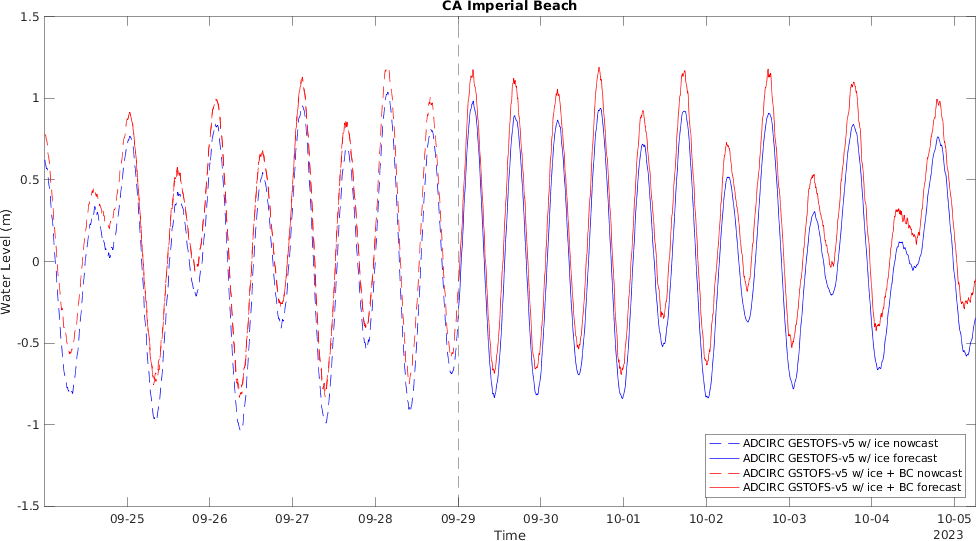 CA Imperial Beach
1.5
1
0.5
0
-0.5
-1
-1.5
Water Level (m)
09-25 09-26 09-27 09-28 09-29 09-30 10-01 10-02 10-03 10-04 10-05
Time
2023
ADCIRC GESTOFS-v5 w/ ice nowcast
ADCIRC GESTOFS-v5 w/ ice forecast
ADCIRC GSTOFS-v5 w/ ice + BC nowcast
ADCIRC GSTOFS-v5 w/ ice + BC forecast